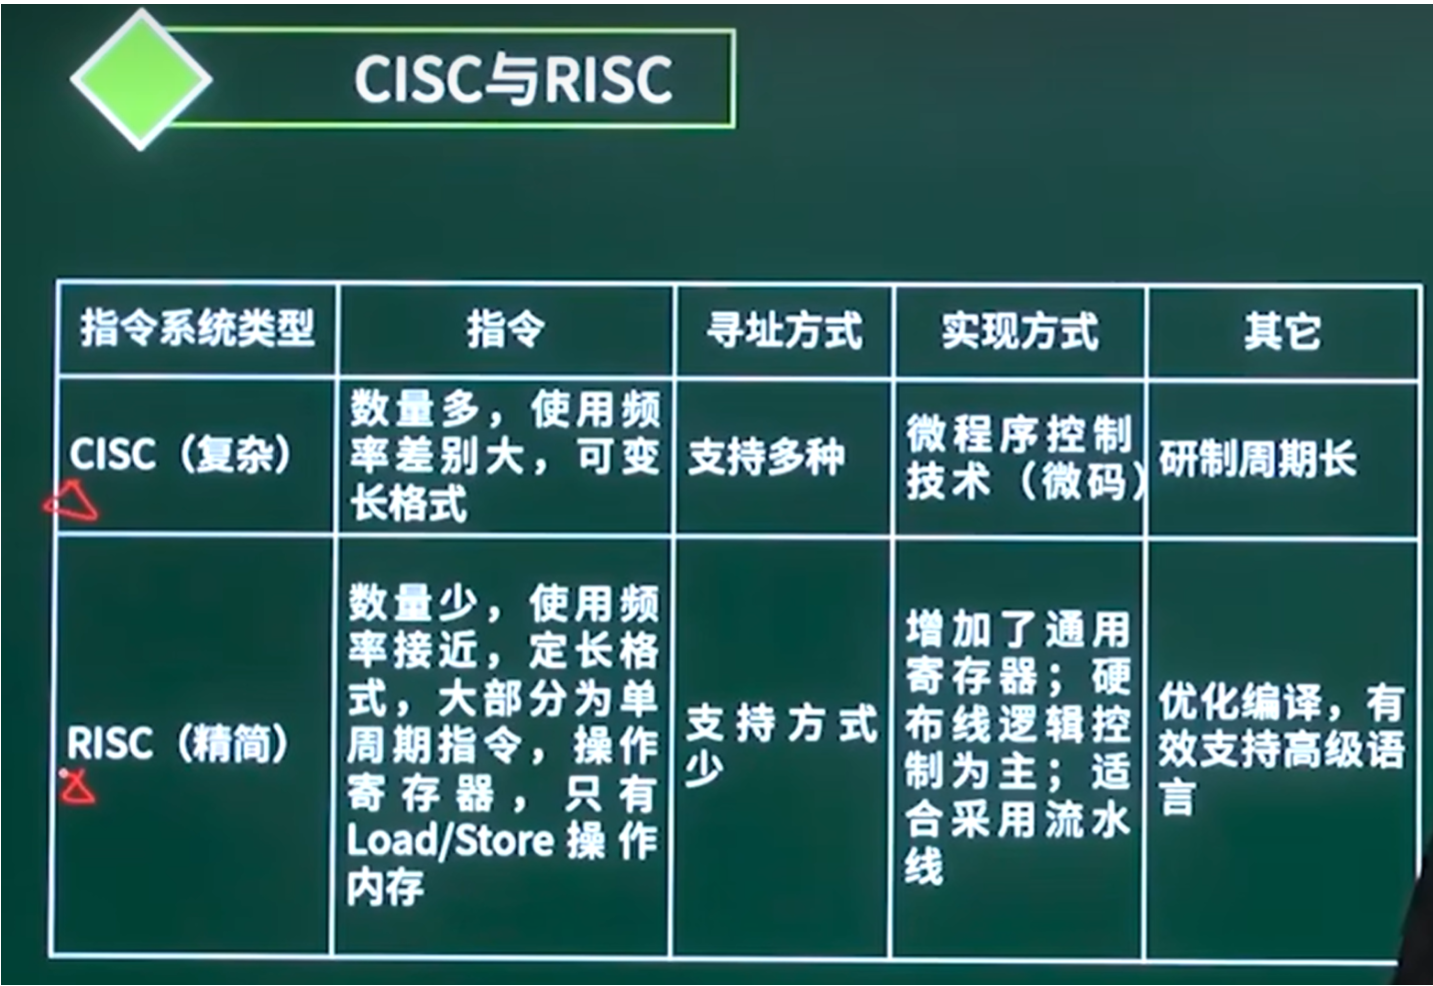 CISC与RISC
指令系统类型
指令
寻址方式
实现方式
其它
CISC（复杂）
数量多，使用频
率差别大，可变
长格式
支持多种
微程序控制
技术（微码）
研制周期长
RISC（精简）
数量少，使用频
率接近，定长格
式，大部分为单
周期指令，操作
寄存器，只有
Load/Store操作
内存
支持方式
少
增加了通用
寄存器；硬
布线逻辑控
制为主；适
合采用流水
线
优化编译，有
效支持高级语
言